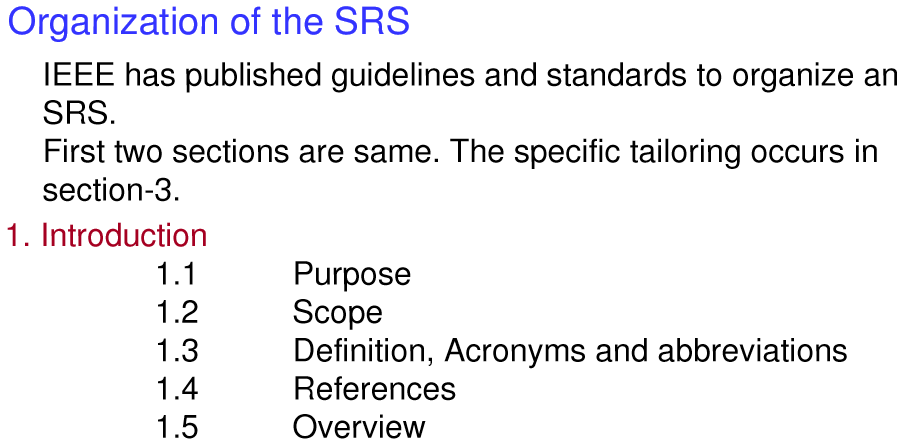 Organization of the SRS
IEEE has published guidelines and standards to organize an
SRS.
First two sections are same. The specific tailoring occurs in
section-3.
1. Introduction
1.1 Purpose
1.2 Scope
1.3 Definition, Acronyms and abbreviations
1.4 References
1.5 Overview